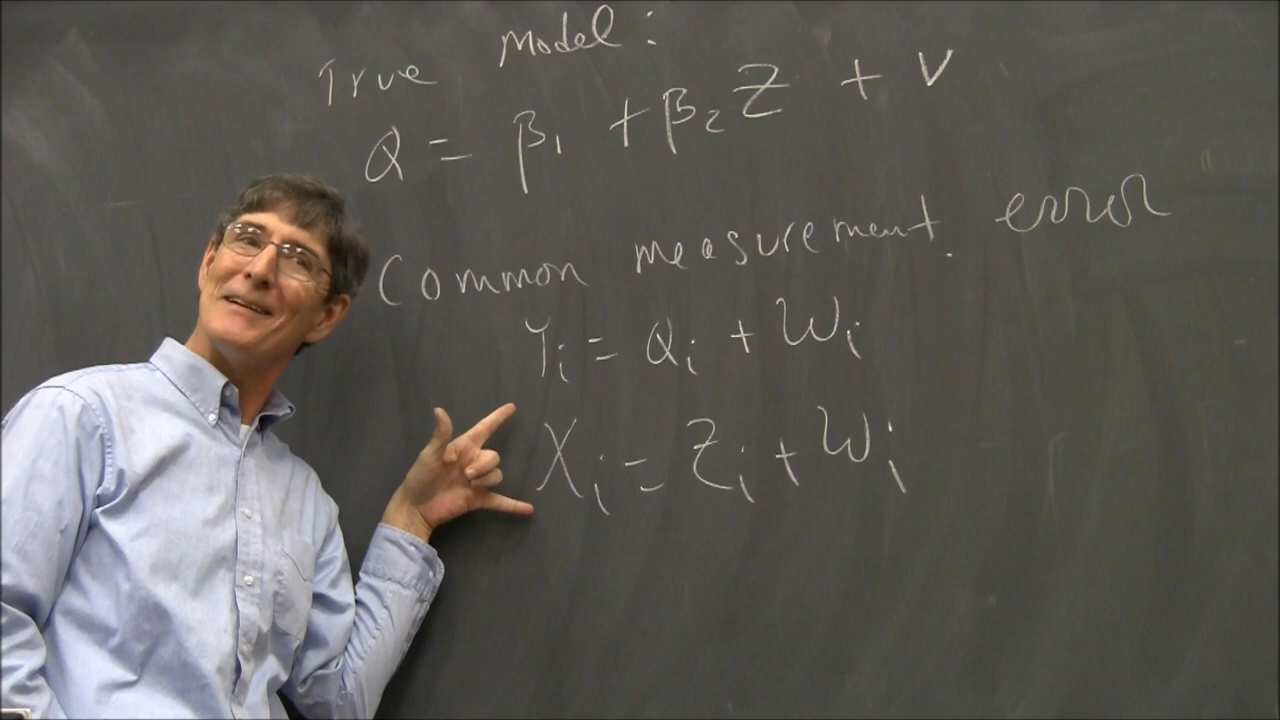 True Model:
Q = β₁ + β₂Z + v
Common measurement error
Yᵢ = Qᵢ + Wᵢ
Xᵢ = Zᵢ + Wᵢ